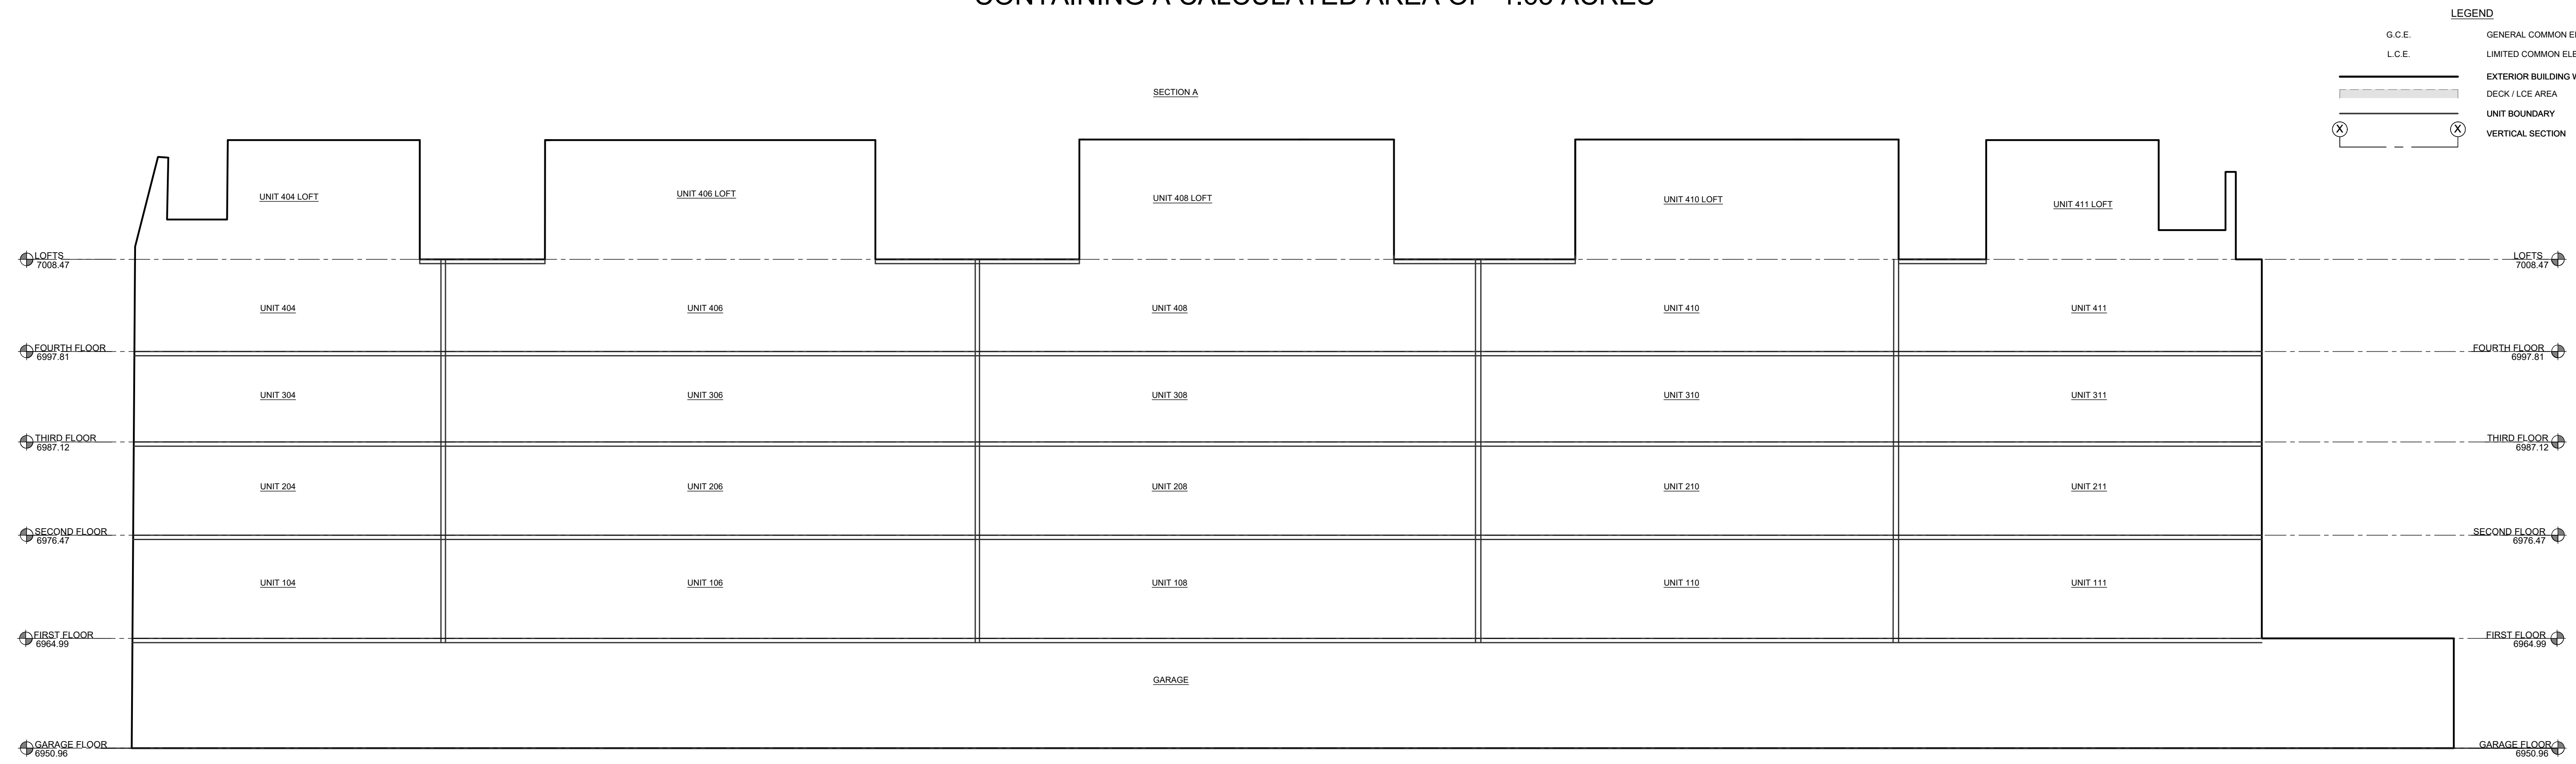 CONTAINING A CALCULATED AREA OF
ACRES
LEGEND
G.C.E. GENERAL COMMON
L.C.E. LIMITED COMMON
EXTERIOR BUILDING
DECK / LCE AREA
UNIT BOUNDARY
X X VERTICAL SECTION
SECTION A
UNIT 404 LOFT
UNIT 406 LOFT
UNIT 408 LOFT
UNIT 410 LOFT
UNIT 411 LOFT
LOFTS
7008.47
LOFTS
7008.47
UNIT 404
UNIT 406
UNIT 408
UNIT 410
UNIT 411
FOURTH FLOOR
6997.81
FOURTH FLOOR
6997.81
UNIT 304
UNIT 306
UNIT 308
UNIT 310
UNIT 311
THIRD FLOOR
6987.12
THIRD FLOOR
6987.12
UNIT 204
UNIT 206
UNIT 208
UNIT 210
UNIT 211
SECOND FLOOR
6976.47
SECOND FLOOR
6976.47
UNIT 104
UNIT 106
UNIT 108
UNIT 110
UNIT 111
FIRST FLOOR
6964.99
FIRST FLOOR
6964.99
GARAGE
GARAGE FLOOR
6950.96
GARAGE FLOOR
6950.96